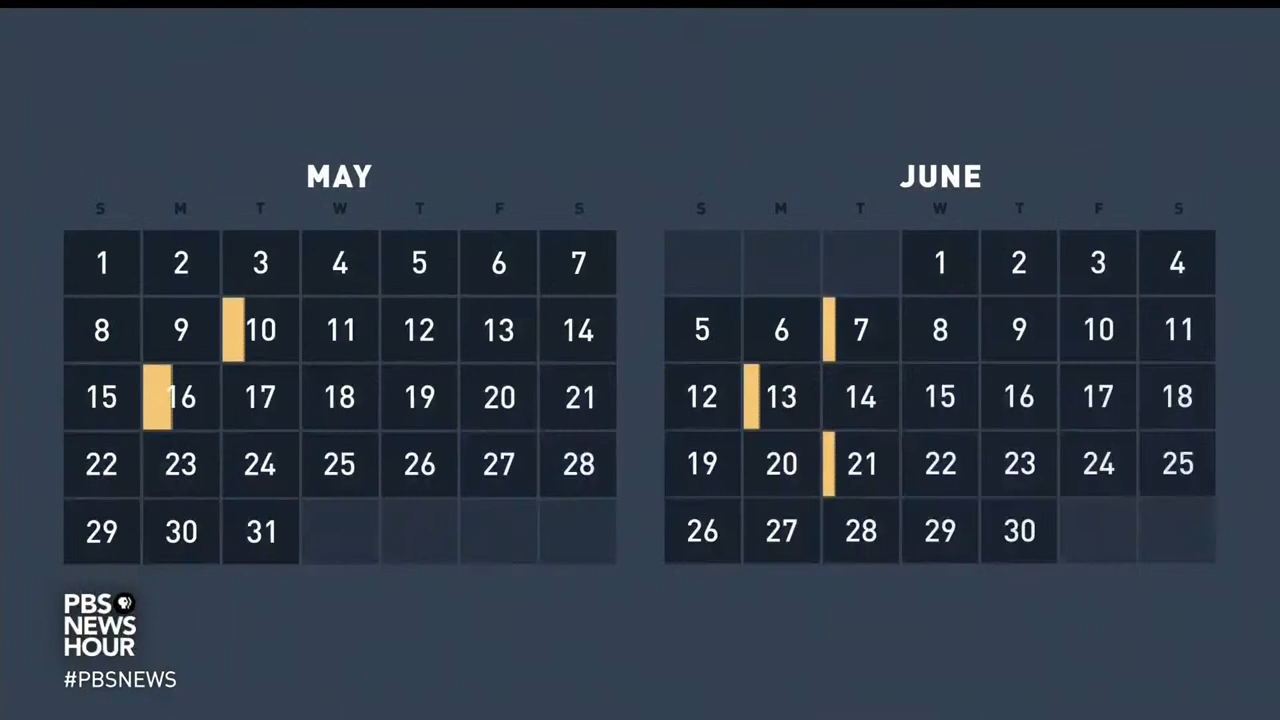 MAY
S M T W T F S
1 2 3 4 5 6 7
8 9 10 11 12 13 14
15 16 17 18 19 20 21
22 23 24 25 26 27 28
29 30 31
JUNE
S M T W T F S
1 2 3 4
5 6 7 8 9 10 11
12 13 14 15 16 17 18
19 20 21 22 23 24 25
26 27 28 29 30
PBS
NEWS
HOUR
#PBSNEWS